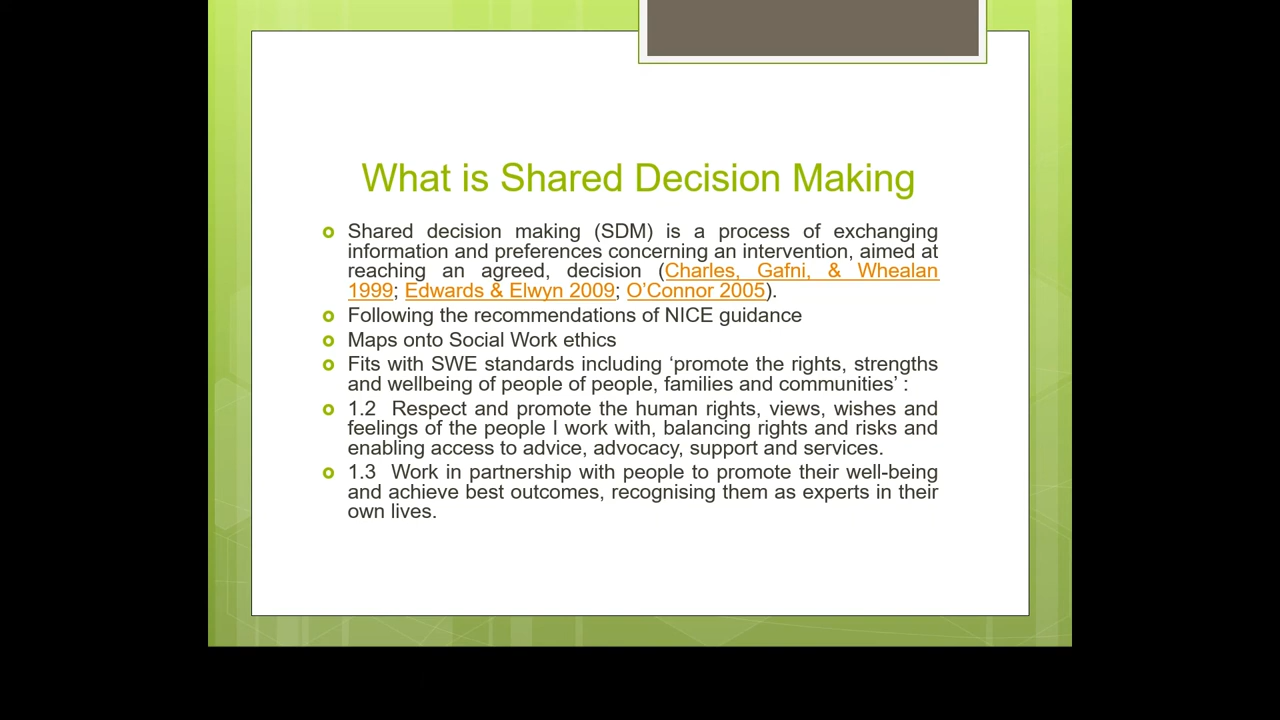 What is Shared Decision Making
Shared decision making (SDM) is a process of exchanging
information and preferences concerning an intervention, aimed at
reaching an agreed, decision (Charles, Gafni, & Whealan
1999; Edwards & Elwyn 2009; O'Connor 2005).
Following the recommendations of NICE guidance
Maps onto Social Work ethics
Fits with SWE standards including ‘promote the rights, strengths
and wellbeing of people of people, families and communities’ :
1.2 Respect and promote the human rights, views, wishes and
feelings of the people I work with, balancing rights and risks and
enabling access to advice, advocacy, support and services.
1.3 Work in partnership with people to promote their well-being
and achieve best outcomes, recognising them as experts in their
own lives.